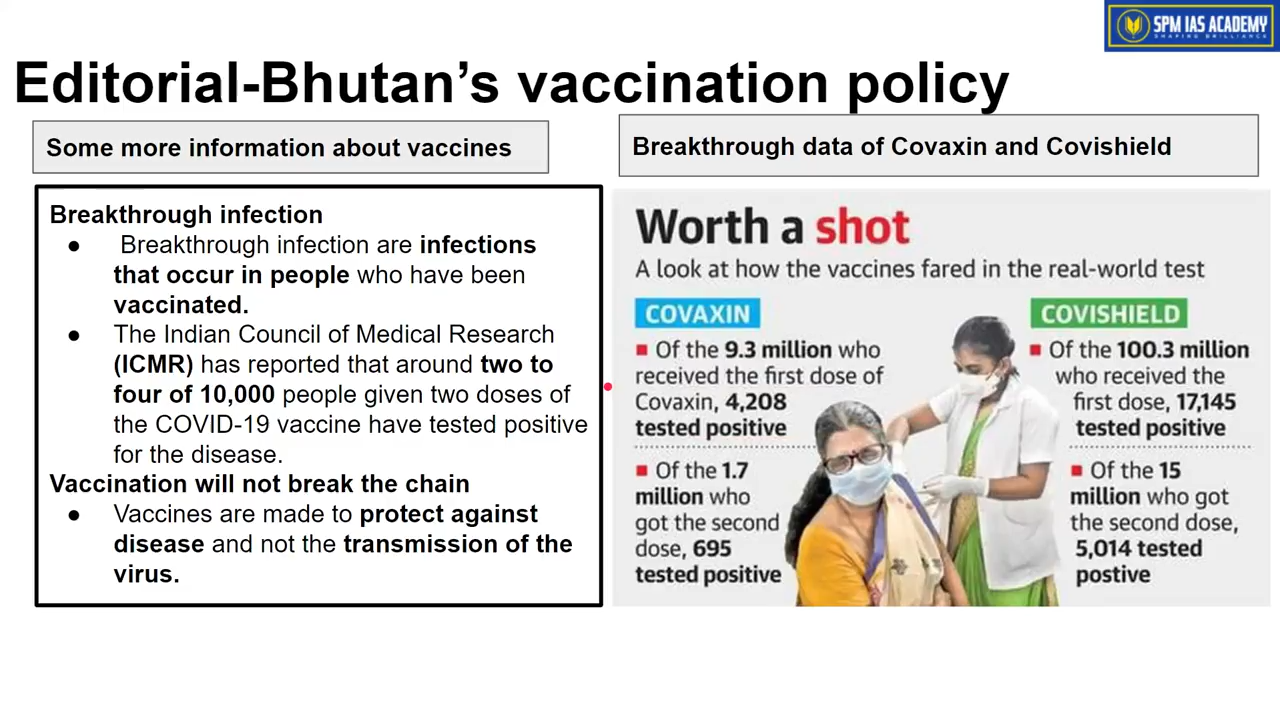 SPM IAS ACADEMY
SHAPING BRILLIANCE
Editorial-Bhutan’s vaccination policy
Some more information about vaccines
Breakthrough infection
● Breakthrough infection are infections
that occur in people who have been
vaccinated.
● The Indian Council of Medical Research
(ICMR) has reported that around two to
four of 10,000 people given two doses of
the COVID-19 vaccine have tested positive
for the disease.
Vaccination will not break the chain
● Vaccines are made to protect against
disease and not the transmission of the
virus.
Breakthrough data of Covaxin and Covishield
Worth a shot
A look at how the vaccines fared in the real-world test
COVAXIN
■ Of the 9.3 million who
received the first dose of
Covaxin, 4,208
tested positive
■ Of the 1.7
million who
got the second
dose, 695
tested positive
COVISHIELD
■ Of the 100.3 million
who received the
first dose, 17,145
tested positive
■ Of the 15
million who got
the second dose,
5,014 tested
postive